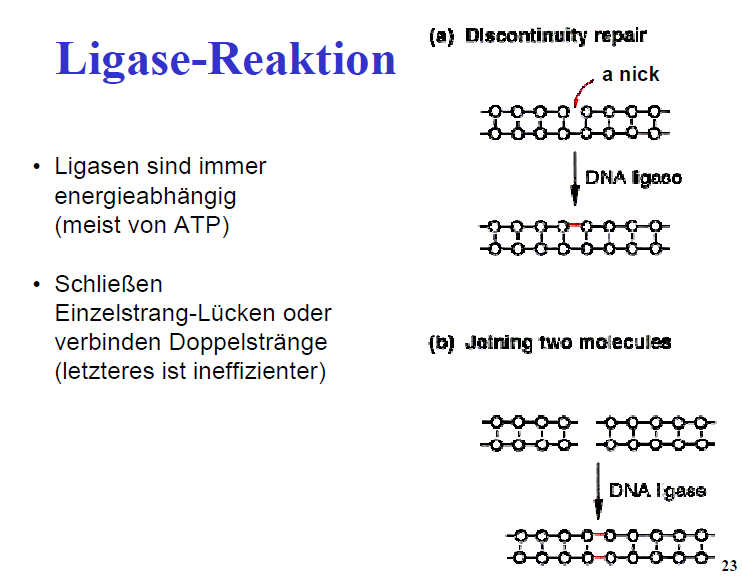 Ligase-Reaktion
• Ligasen sind immer
energieabhängig
(meist von ATP)
• Schließen
Einzelstrang-Lücken oder
verbinden Doppelstränge
(letzteres ist ineffizienter)
(a) Discontinuity repair
a nick
DNA ligase
(b) Joining two molecules
DNA ligase
23